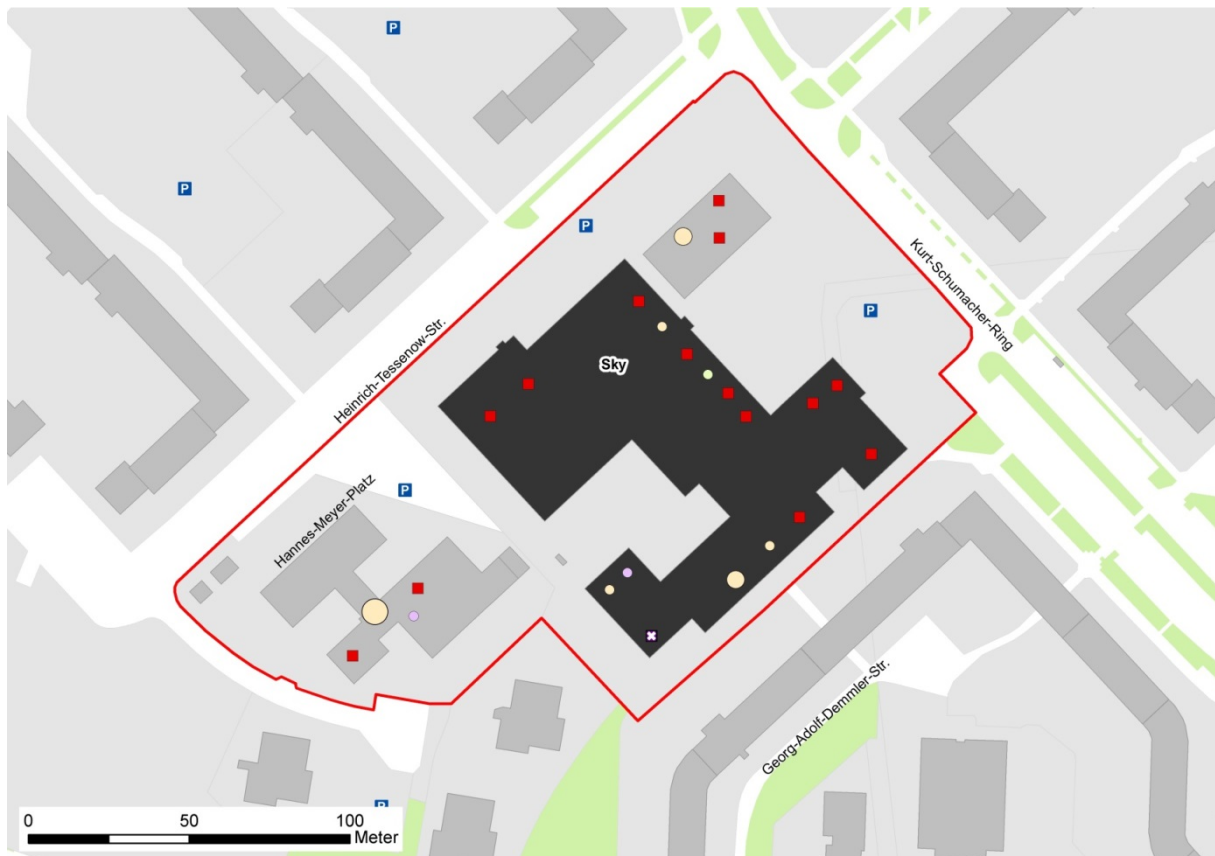 P
P
P
Kurt-Schumacher-Ring
P
Heinrich-Tessenow-Str.
Sky
Hannes-Meyer-Platz
P
Georg-Adolf-Demmler-Str.
P
0 50 100
Meter